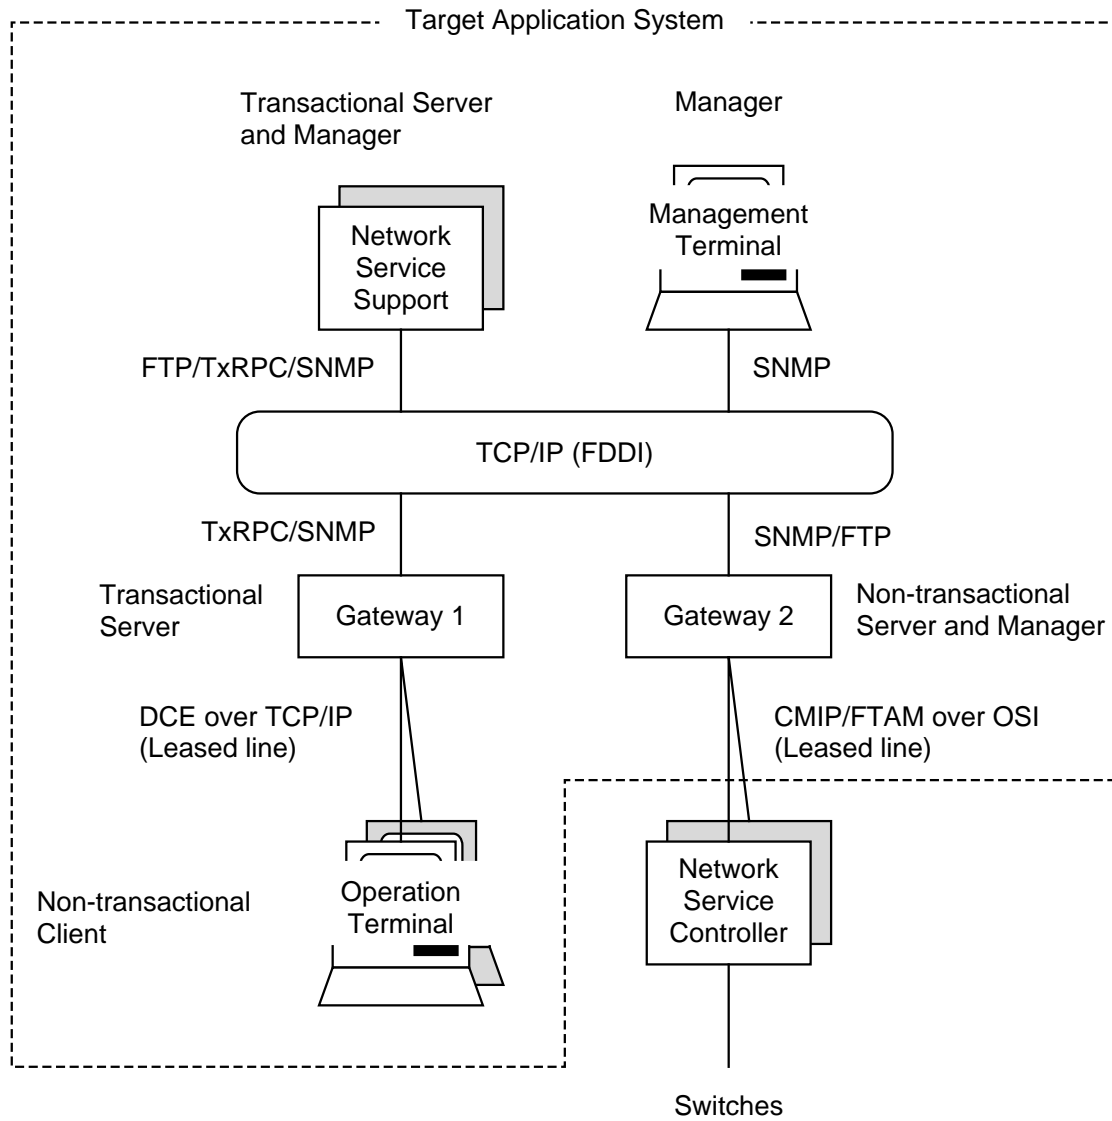 Target Application System
Transactional Server
and Manager
Manager
Network
Service
Support
Management
Terminal
FTP/TxRPC/SNMP
SNMP
TCP/IP (FDDI)
TxRPC/SNMP
SNMP/FTP
Transactional
Server
Gateway 1
Gateway 2
Non-transactional
Server and Manager
DCE over TCP/IP
(Leased line)
CMIP/FTAM over OSI
(Leased line)
Non-transactional
Client
Operation
Terminal
Network
Service
Controller
Switches